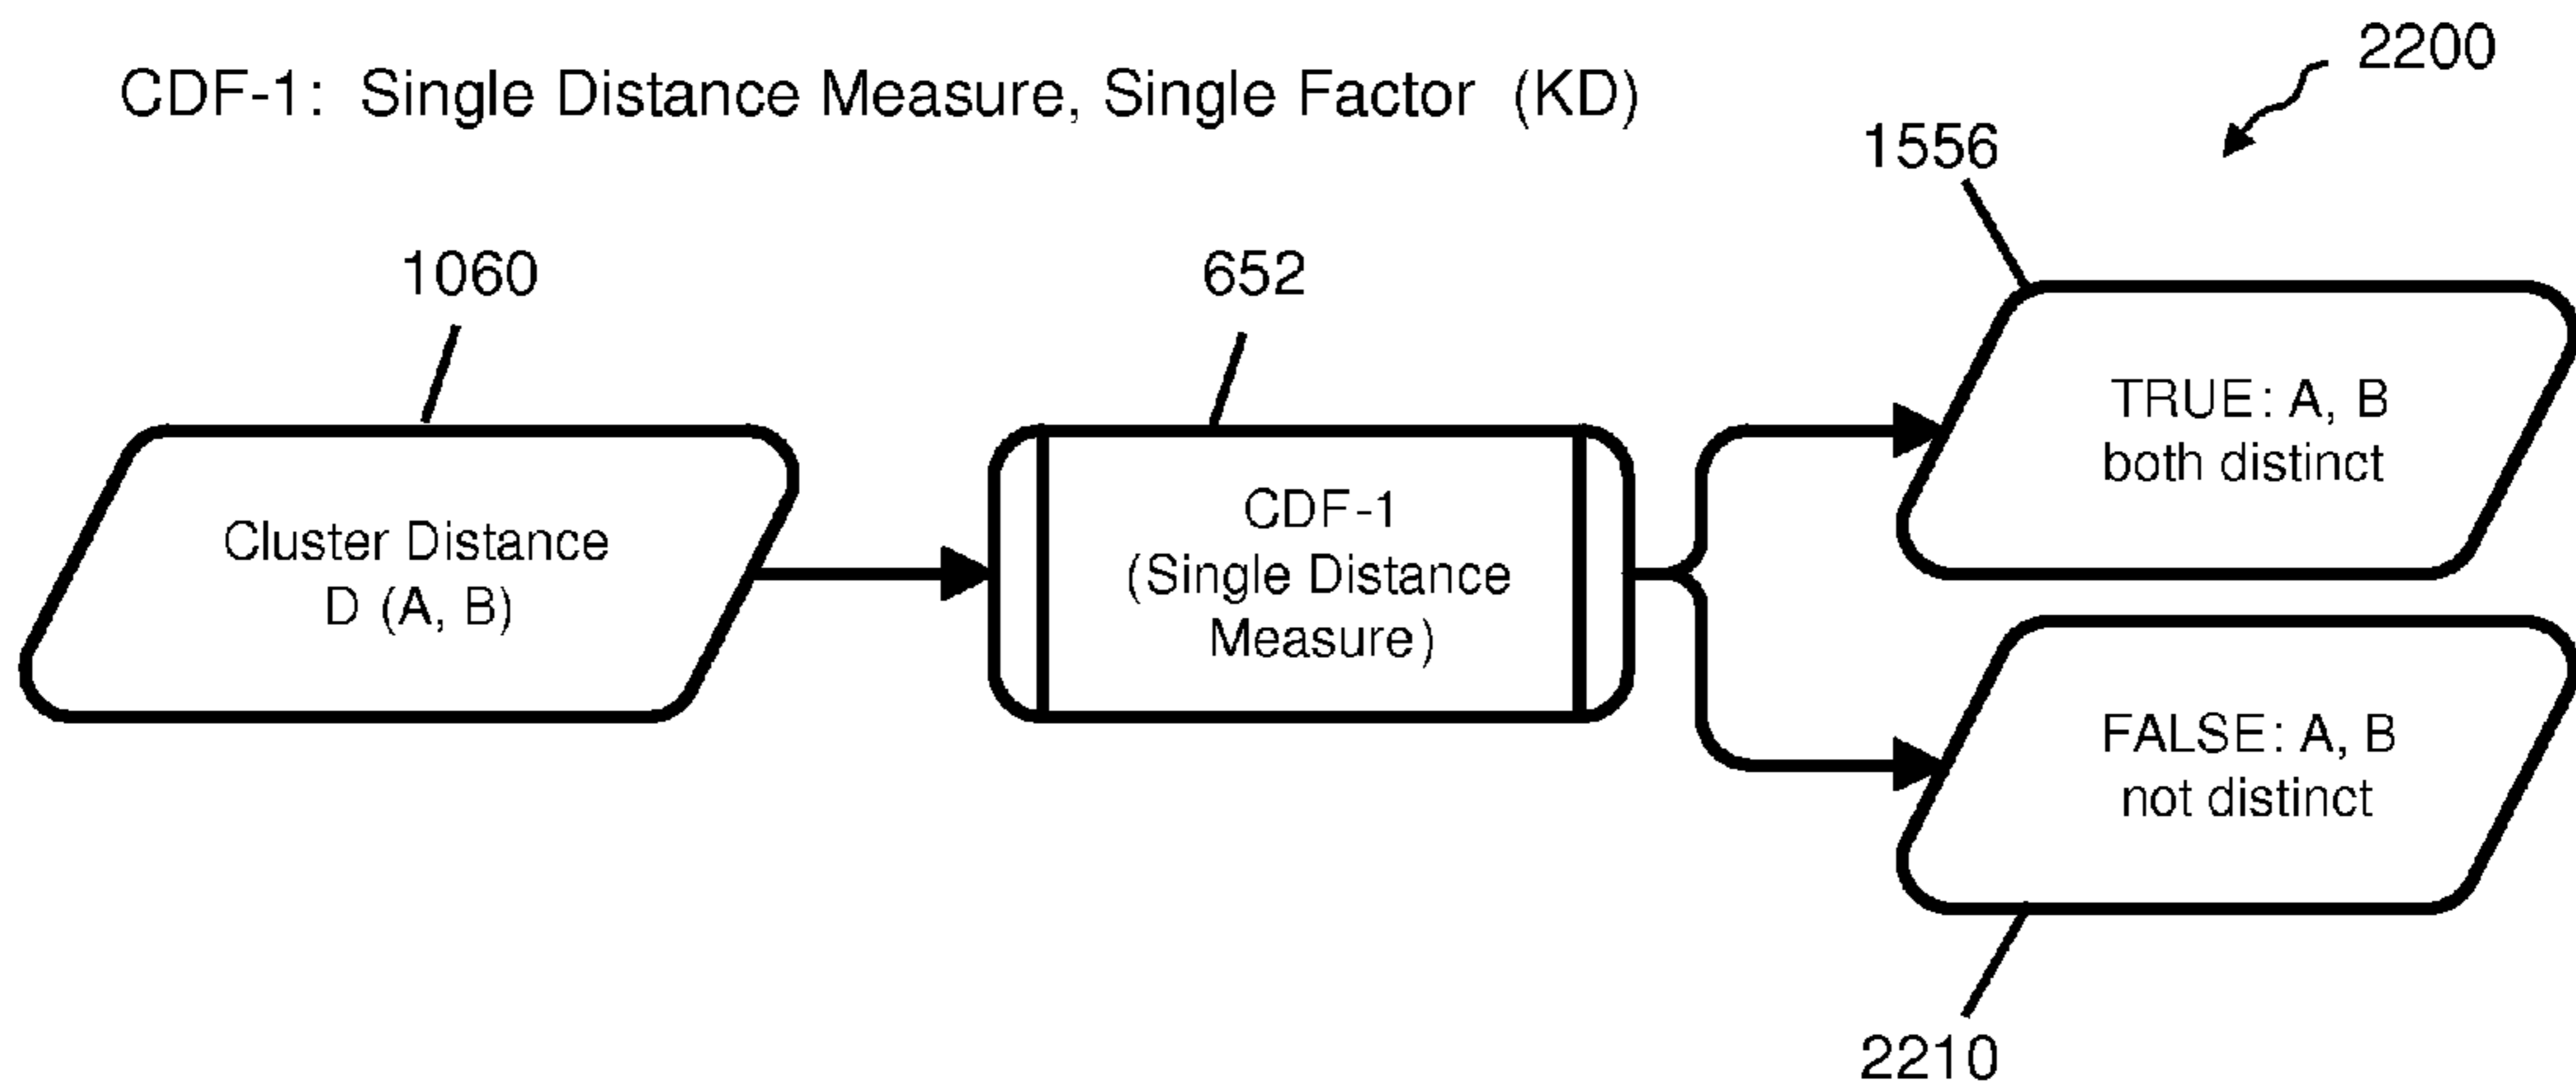 2200
CDF-1: Single Distance Measure, Single Factor (KD)
1556
1060
652
TRUE: A, B
both distinct
Cluster Distance
D (A, B)
CDF-1
(Single Distance
Measure)
FALSE: A, B
not distinct
2210